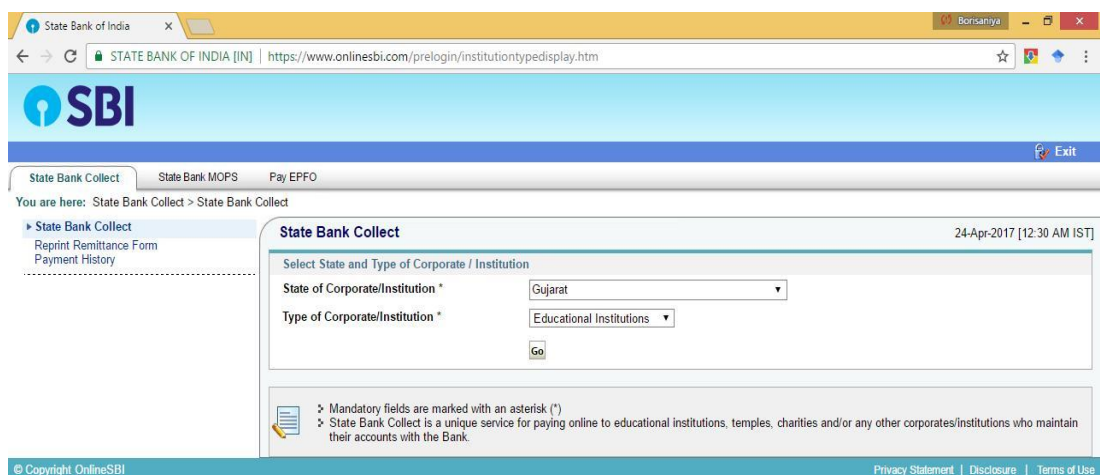 State Bank of India
Borisaniya
STATE BANK OF INDIA [IN] https://www.onlinesbi.com/prelogin/institutiontypedisplay.htm
SBI
Exit
State Bank Collect State Bank MOPS Pay EPFO
You are here: State Bank Collect > State Bank Collect
State Bank Collect
Reprint Remittance Form
Payment History
State Bank Collect 24-Apr-2017 [12:30 AM IST]
Select State and Type of Corporate / Institution
State of Corporate/Institution * Gujarat
Type of Corporate/Institution * Educational Institutions
Go
Mandatory fields are marked with an asterisk (*)
State Bank Collect is a unique service for paying online to educational institutions, temples, charities and/or any other corporates/institutions who maintain
their accounts with the Bank.
© Copyright OnlineSBI Privacy Statement | Disclosure | Terms of Use